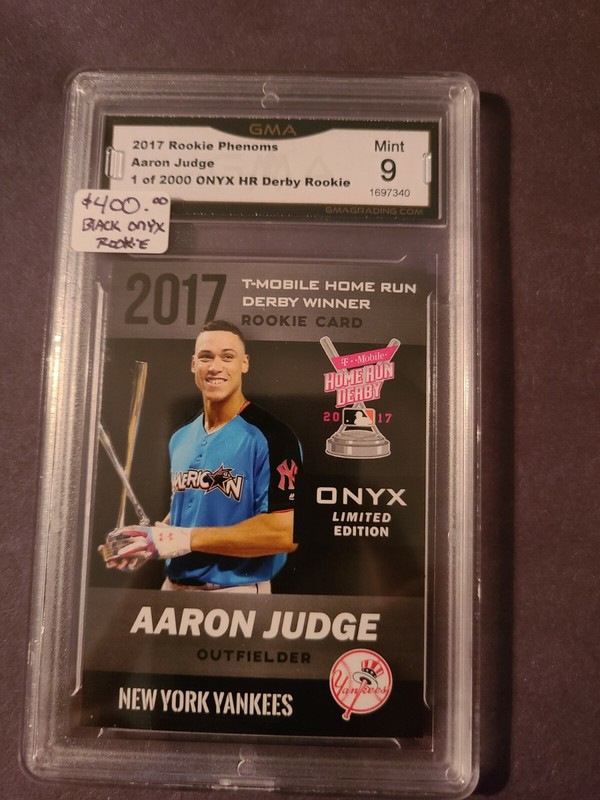 GMA
2017 Rookie Phenoms
Aaron Judge
1 of 2000 ONYX HR Derby Rookie
Mint
9
1697340
GMAGRADING.COM
$400.00
BLACK ONYX
ROOKIE
2017
T-MOBILE HOME RUN
DERBY WINNER
ROOKIE CARD
T··Mobile·
HOME RUN
DERBY
20 17
AMERICAN
NY
ONYX
LIMITED
EDITION
AARON JUDGE
OUTFIELDER
Yankees
NEW YORK YANKEES